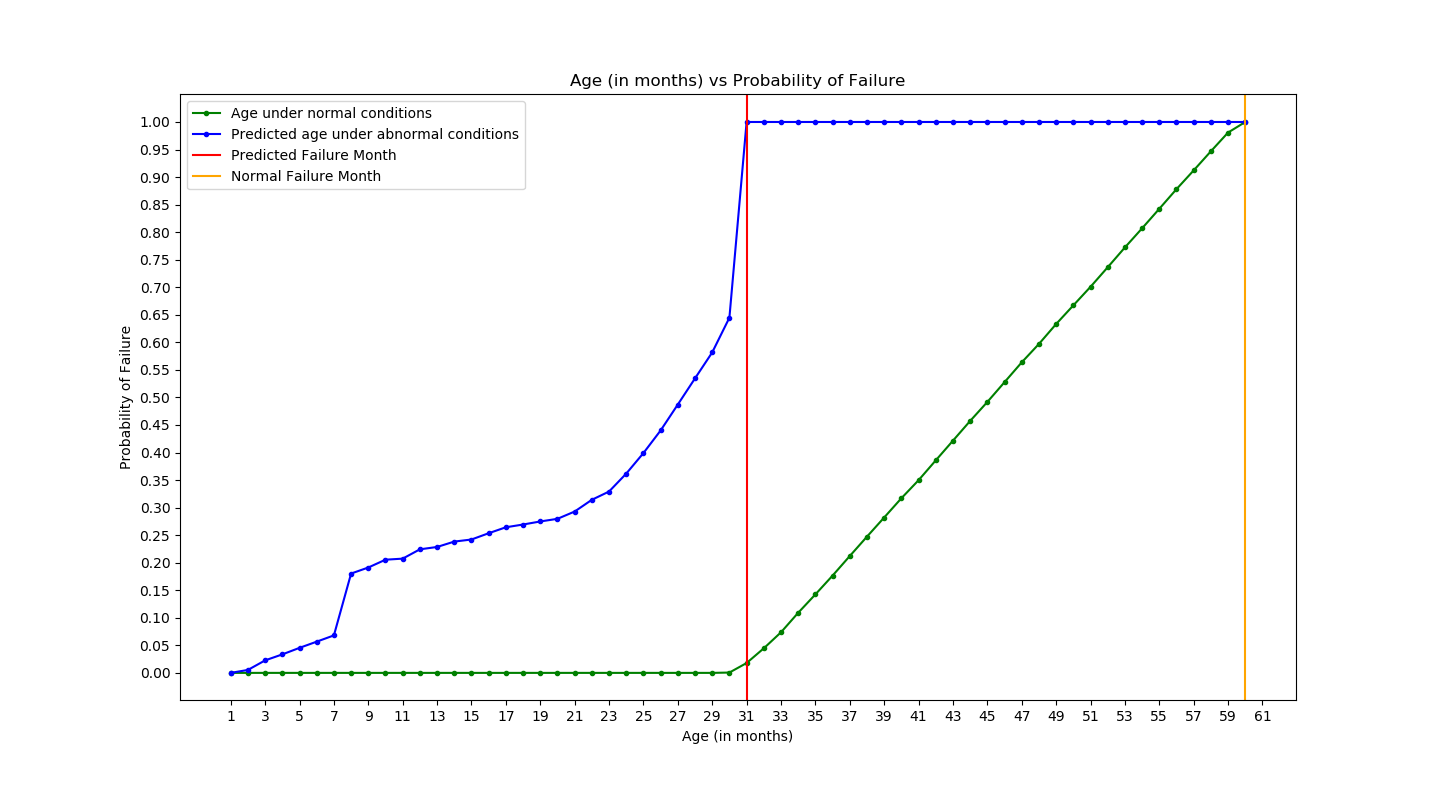 Age (in months) vs Probability of Failure
Age under normal conditions
Predicted age under abnormal conditions
Predicted Failure Month
Normal Failure Month
Probability of Failure
1.00
0.95
0.90
0.85
0.80
0.75
0.70
0.65
0.60
0.55
0.50
0.45
0.40
0.35
0.30
0.25
0.20
0.15
0.10
0.05
0.00
1 3 5 7 9 11 13 15 17 19 21 23 25 27 29 31 33 35 37 39 41 43 45 47 49 51 53 55 57 59 61
Age (in months)